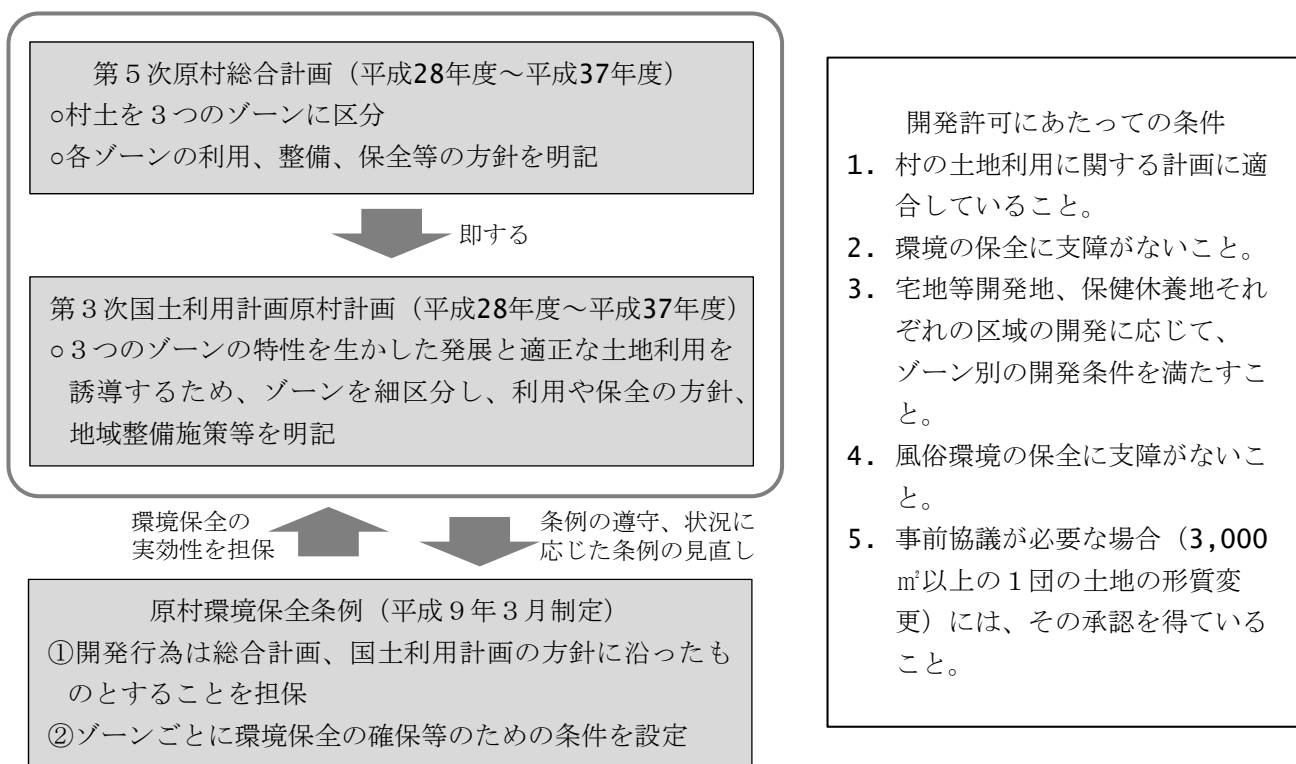 第５次原村総合計画（平成28年度～平成37年度）
○村土を３つのゾーンに区分
○各ゾーンの利用、整備、保全等の方針を明記
即する
第３次国土利用計画原村計画（平成28年度～平成37年度）
○３つのゾーンの特性を生かした発展と適正な土地利用を
誘導するため、ゾーンを細区分し、利用や保全の方針、
地域整備施策等を明記
環境保全の
実効性を担保
条例の遵守、状況に
応じた条例の見直し
原村環境保全条例（平成９年３月制定）
①開発行為は総合計画、国土利用計画の方針に沿ったも
のとすることを担保
②ゾーンごとに環境保全の確保等のための条件を設定
開発許可にあたっての条件
1. 村の土地利用に関する計画に適
合していること。
2. 環境の保全に支障がないこと。
3. 宅地等開発地、保健休養地それ
ぞれの区域の開発に応じて、
ゾーン別の開発条件を満たすこ
と。
4. 風俗環境の保全に支障がないこ
と。
5. 事前協議が必要な場合（3,000
㎡以上の１団の土地の形質変
更）には、その承認を得ている
こと。